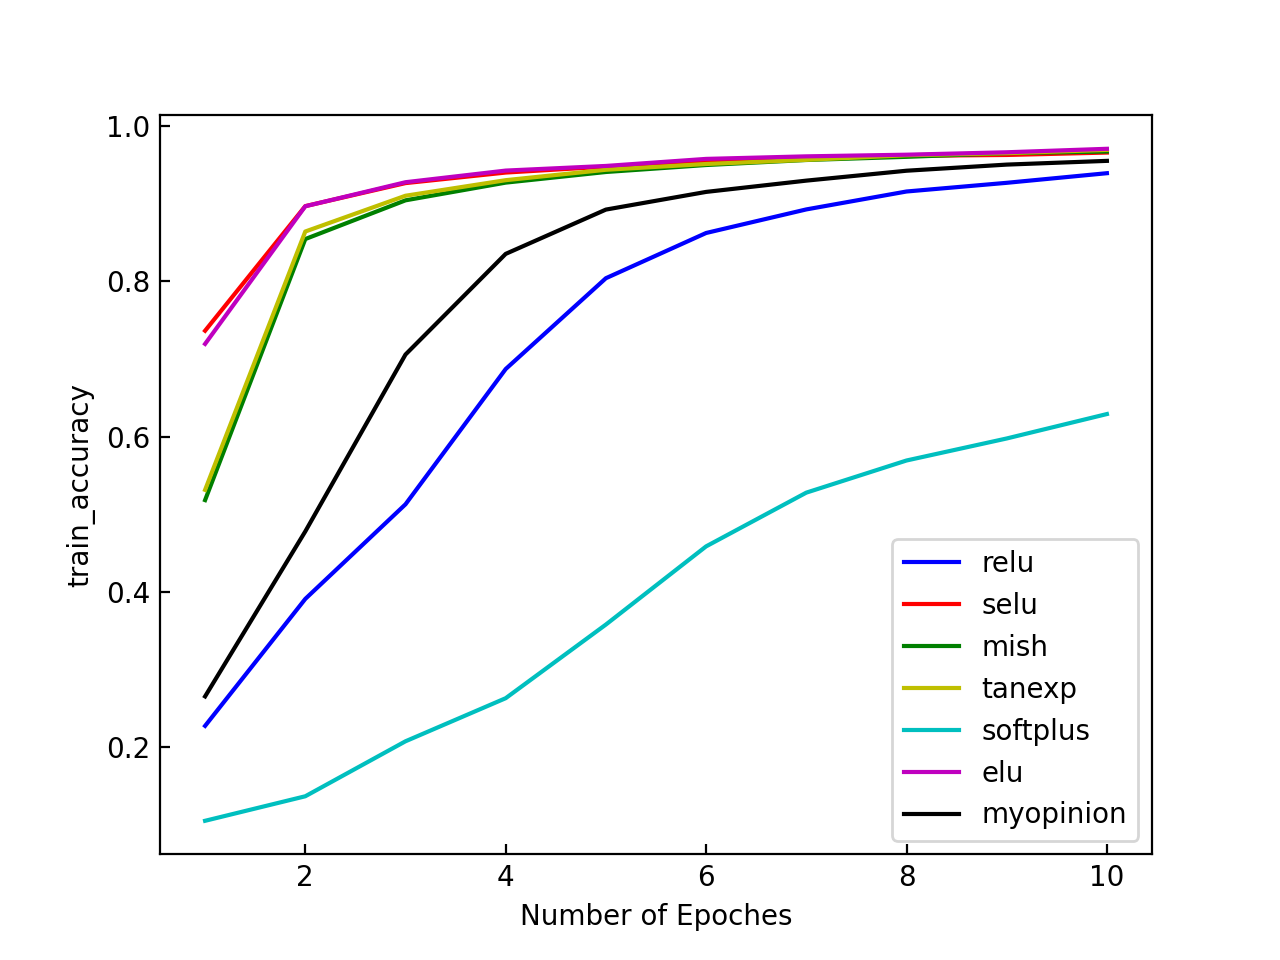 1.0
0.8
0.6
0.4
0.2
train_accuracy
relu
selu
mish
tanexp
softplus
elu
myopinion
2 4 6 8 10
Number of Epoches